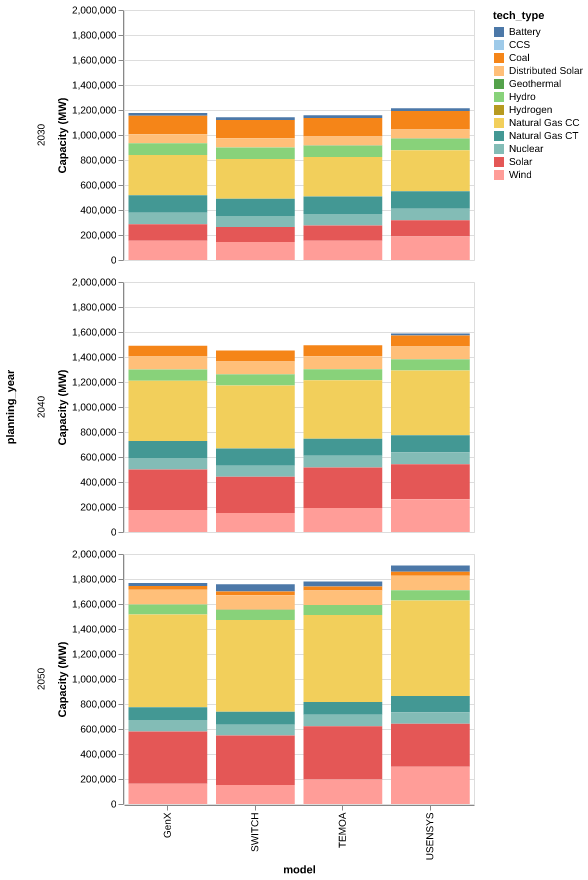 planning_year
2030
Capacity (MW)
2,000,000
1,800,000
1,600,000
1,400,000
1,200,000
1,000,000
800,000
600,000
400,000
200,000
0
tech_type
Battery
CCS
Coal
Distributed Solar
Geothermal
Hydro
Hydrogen
Natural Gas CC
Natural Gas CT
Nuclear
Solar
Wind
2040
Capacity (MW)
2,000,000
1,800,000
1,600,000
1,400,000
1,200,000
1,000,000
800,000
600,000
400,000
200,000
0
2050
Capacity (MW)
2,000,000
1,800,000
1,600,000
1,400,000
1,200,000
1,000,000
800,000
600,000
400,000
200,000
0
GenX
SWITCH
TEMOA
USENSYS
model